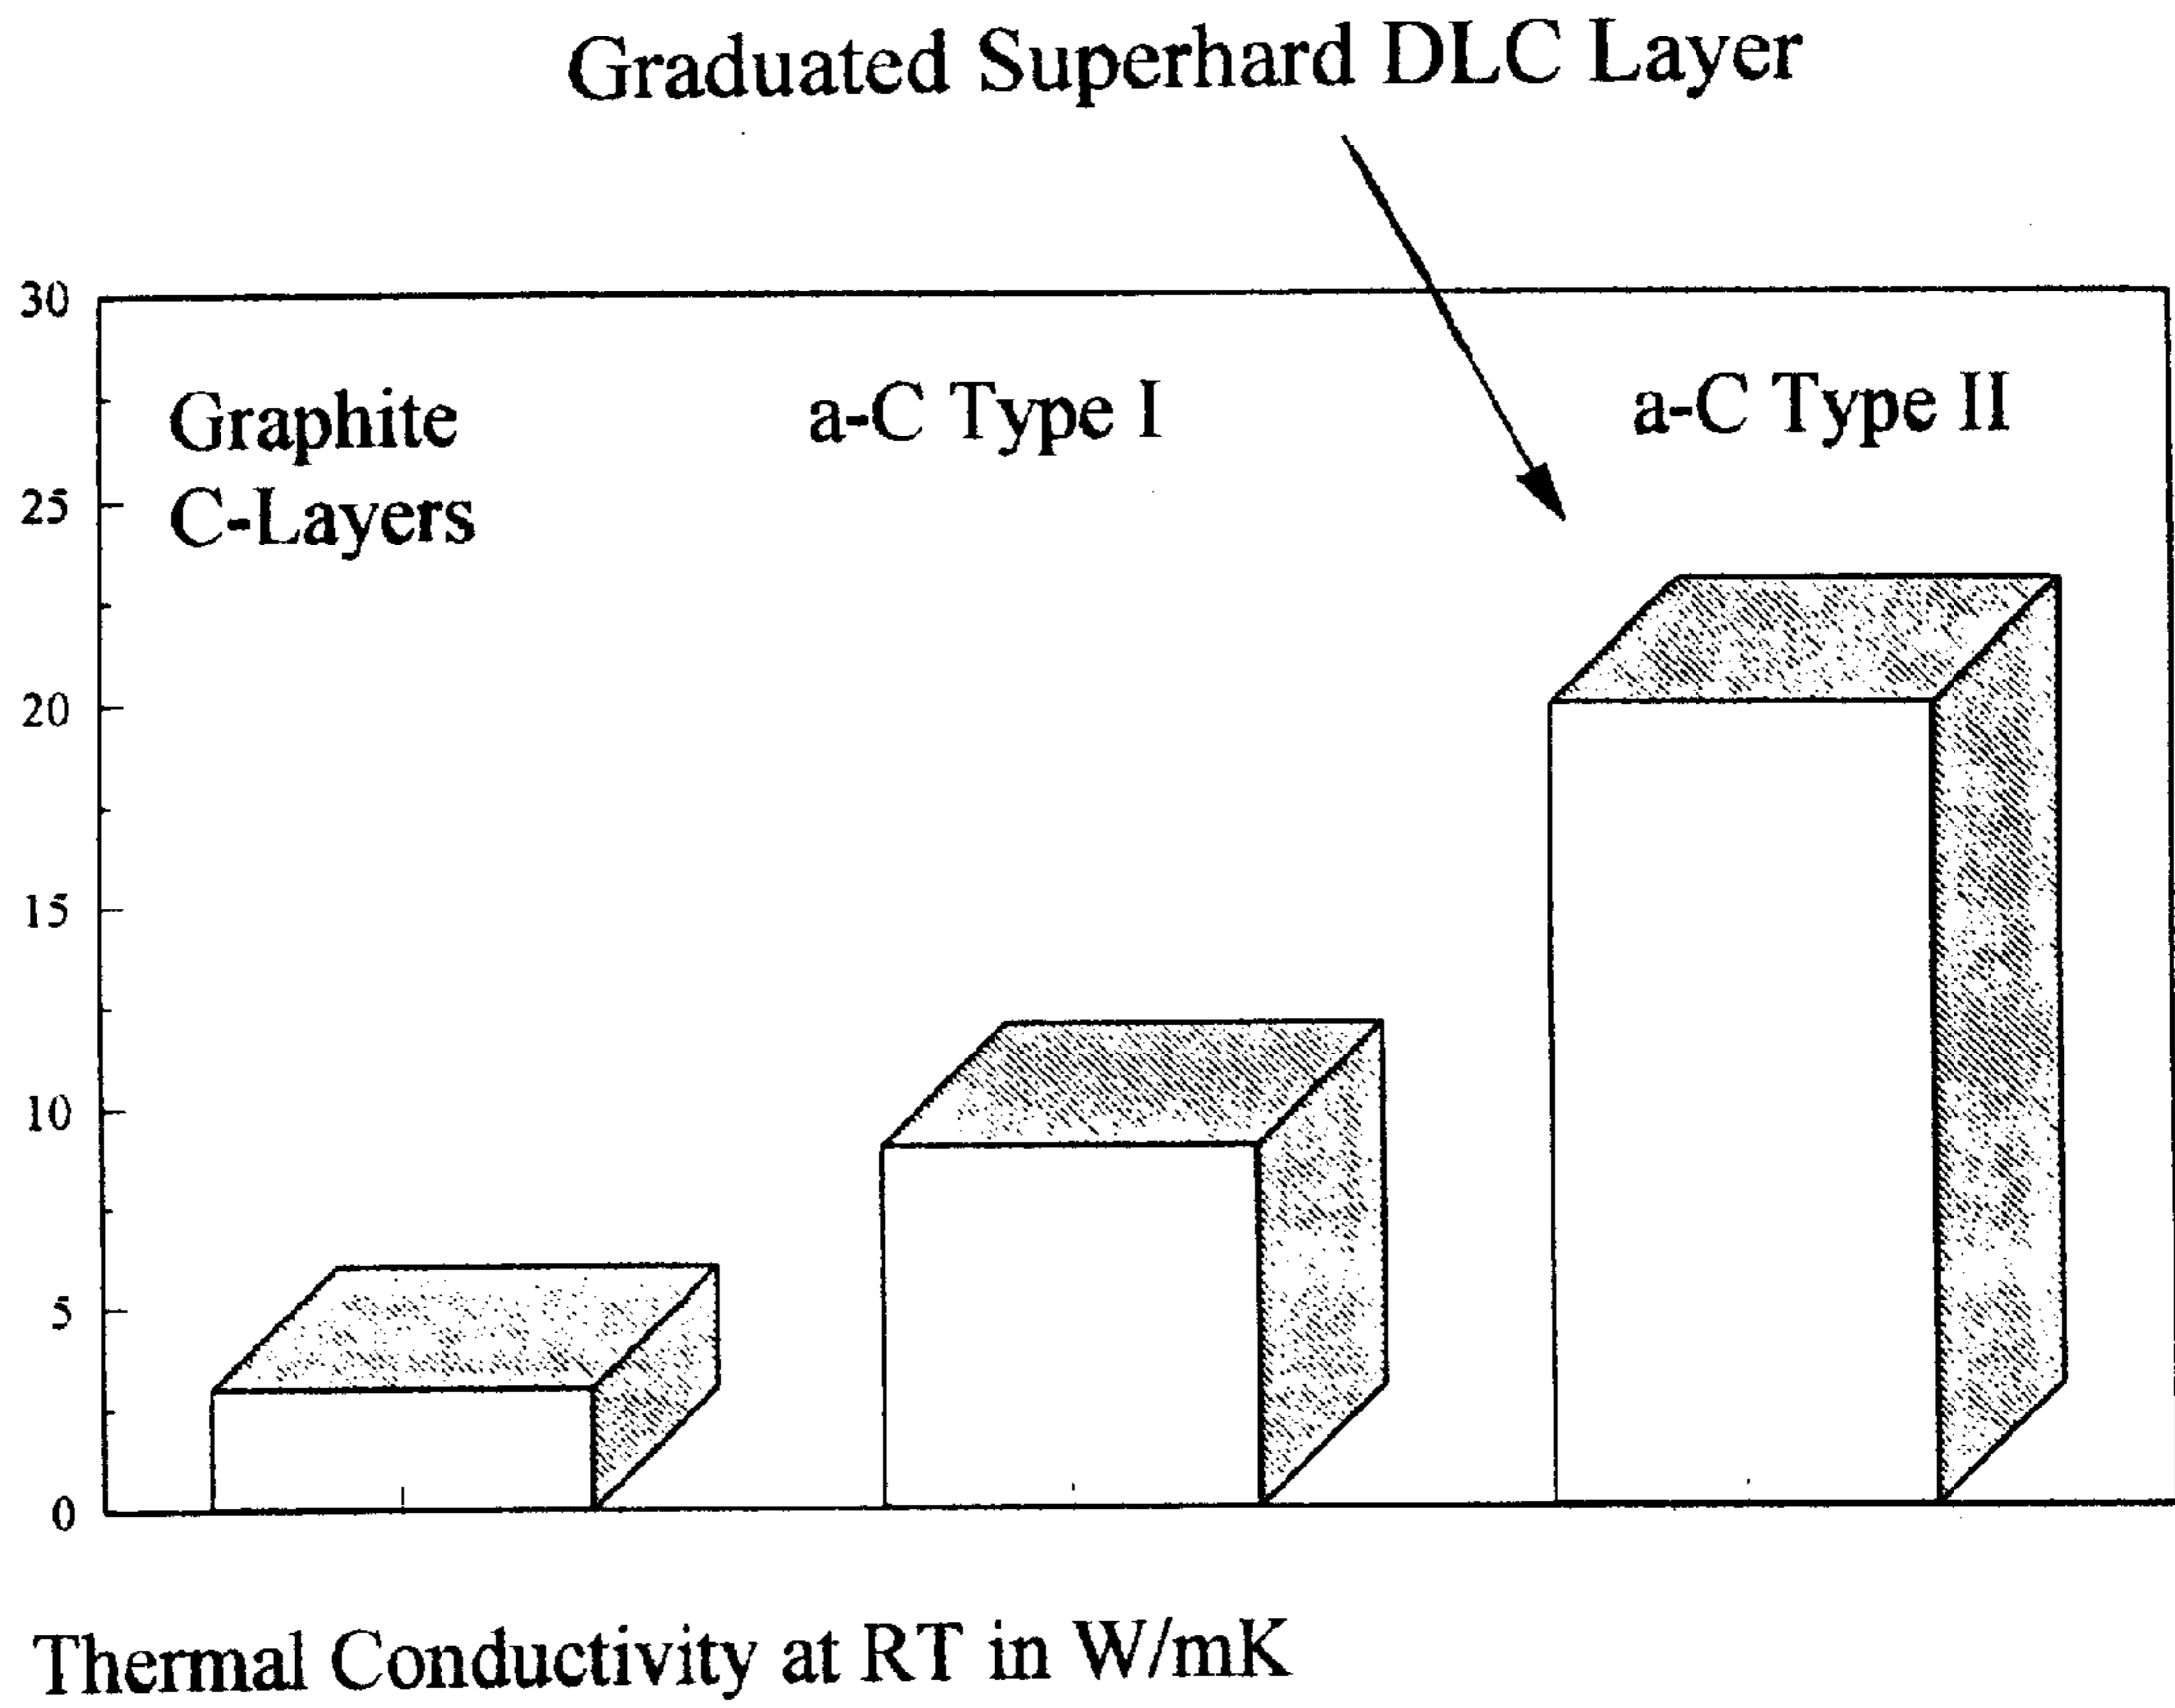 Graduated Superhard DLC Layer
30
Graphite
C-Layers
a-C Type I
a-C Type II
25
20
15
10
5
0
Thermal Conductivity at RT in W/mK